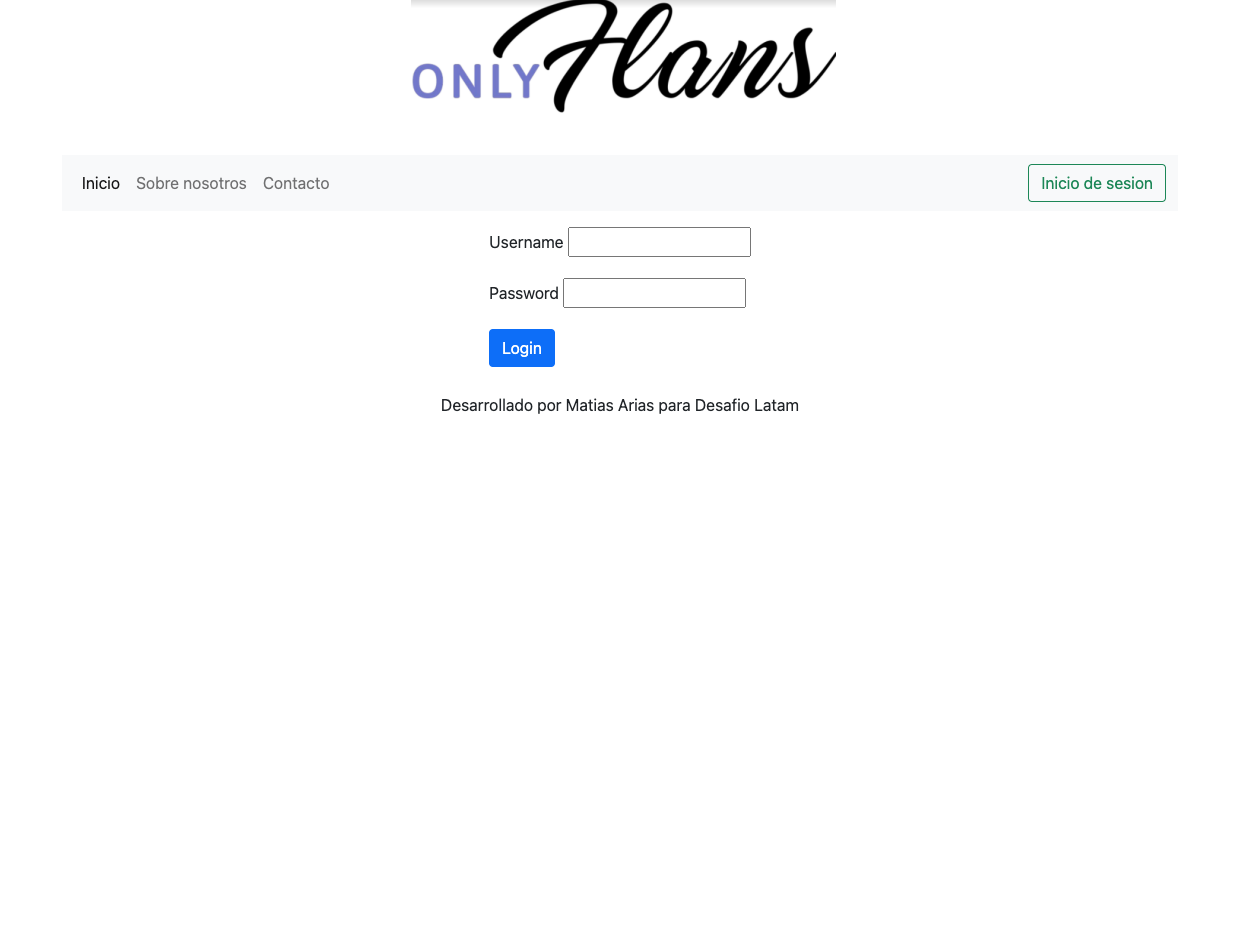 ONLY Flans
Inicio Sobre nosotros Contacto Inicio de sesion
Username
Password
Login
Desarrollado por Matias Arias para Desafio Latam